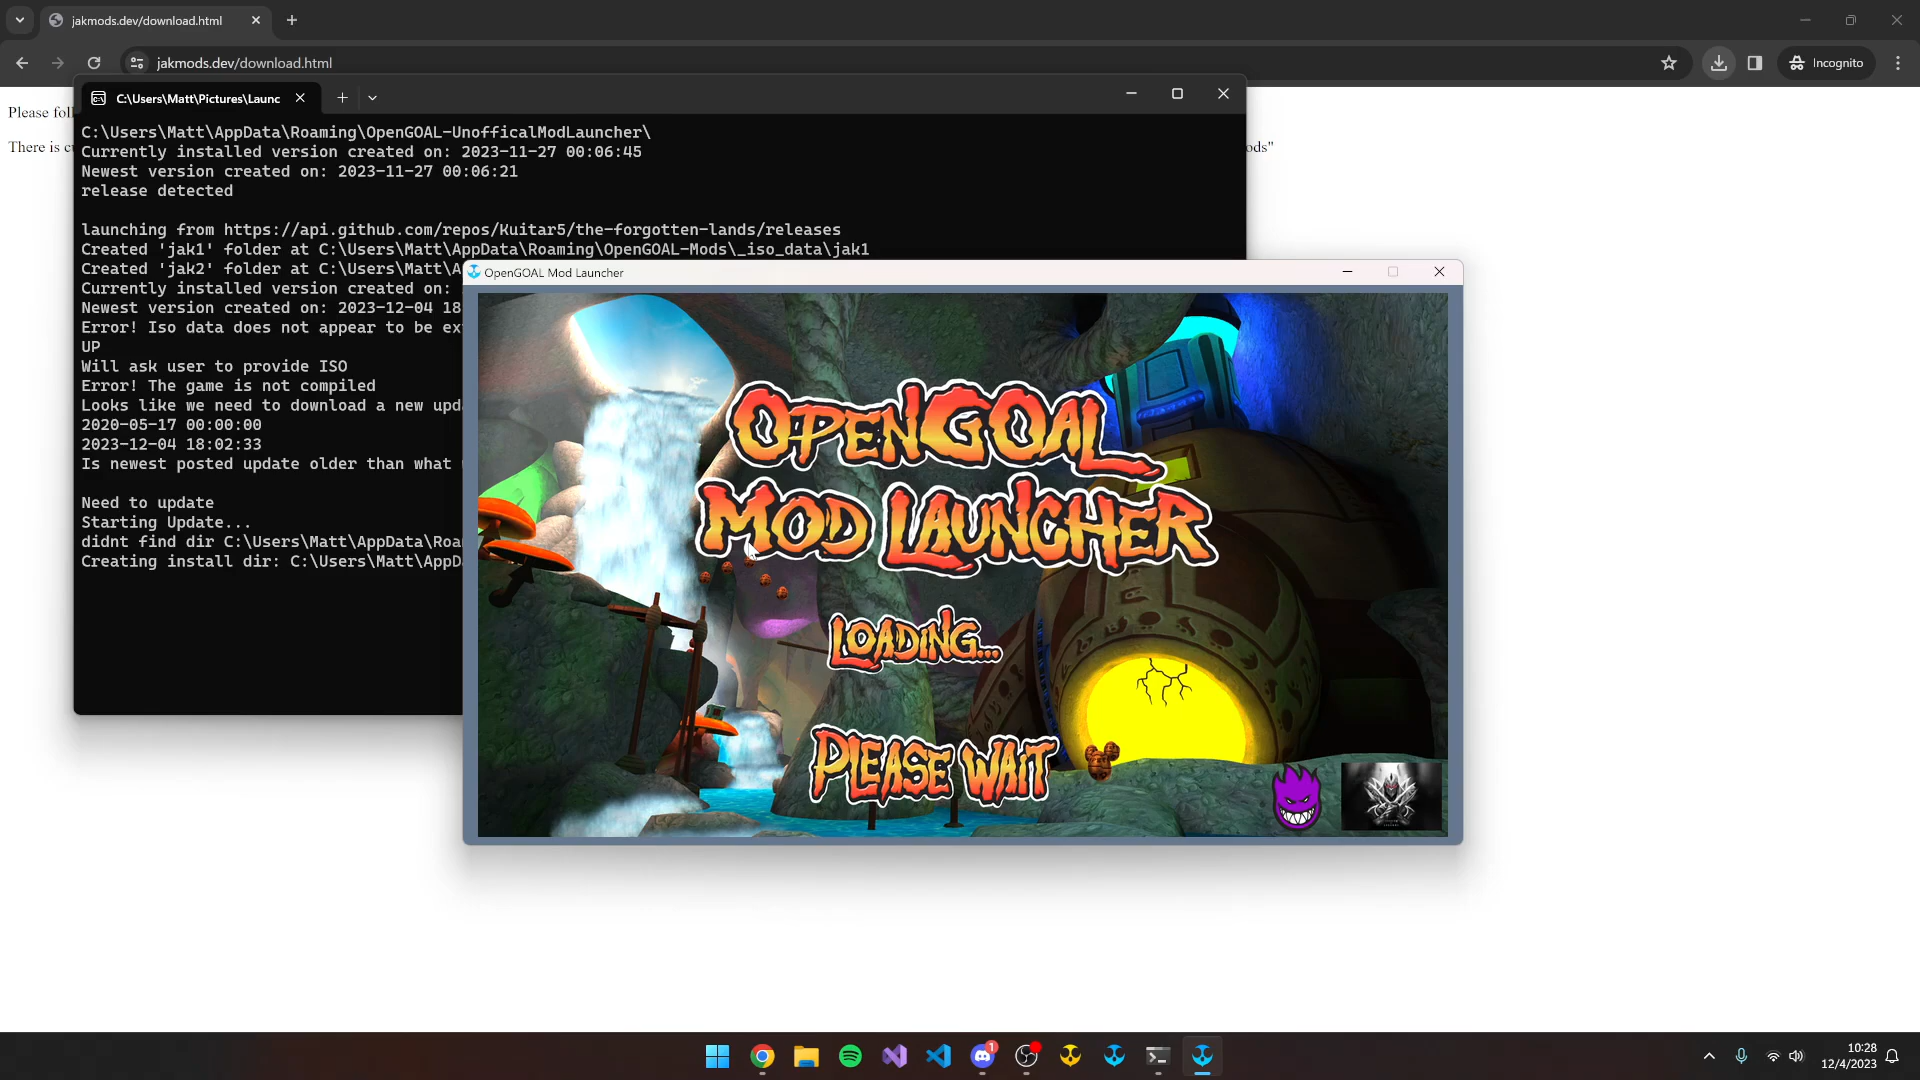 jakmods.dev/download.html
jakmods.dev/download.html
Incognito
Please foll
There is c
ods"
C:\Users\Matt\Pictures\Launc
C:\Users\Matt\AppData\Roaming\OpenGOAL-UnofficalModLauncher\
Currently installed version created on: 2023-11-27 00:06:45
Newest version created on: 2023-11-27 00:06:21
release detected
launching from https://api.github.com/repos/Kuitar5/the-forgotten-lands/releases
Created 'jak1' folder at C:\Users\Matt\AppData\Roaming\OpenGOAL-Mods\_iso_data\jak1
Created 'jak2' folder at C:\Users\Matt\A
Currently installed version created on:
Newest version created on: 2023-12-04 18
Error! Iso data does not appear to be ex
UP
Will ask user to provide ISO
Error! The game is not compiled
Looks like we need to download a new upd
2020-05-17 00:00:00
2023-12-04 18:02:33
Is newest posted update older than what
Need to update
Starting Update...
didnt find dir C:\Users\Matt\AppData\Roa
Creating install dir: C:\Users\Matt\AppD
OpenGOAL Mod Launcher
OPENGOAL
MOD LAUNCHER
LOADING...
PLEASE WAIT
1
10:28
12/4/2023